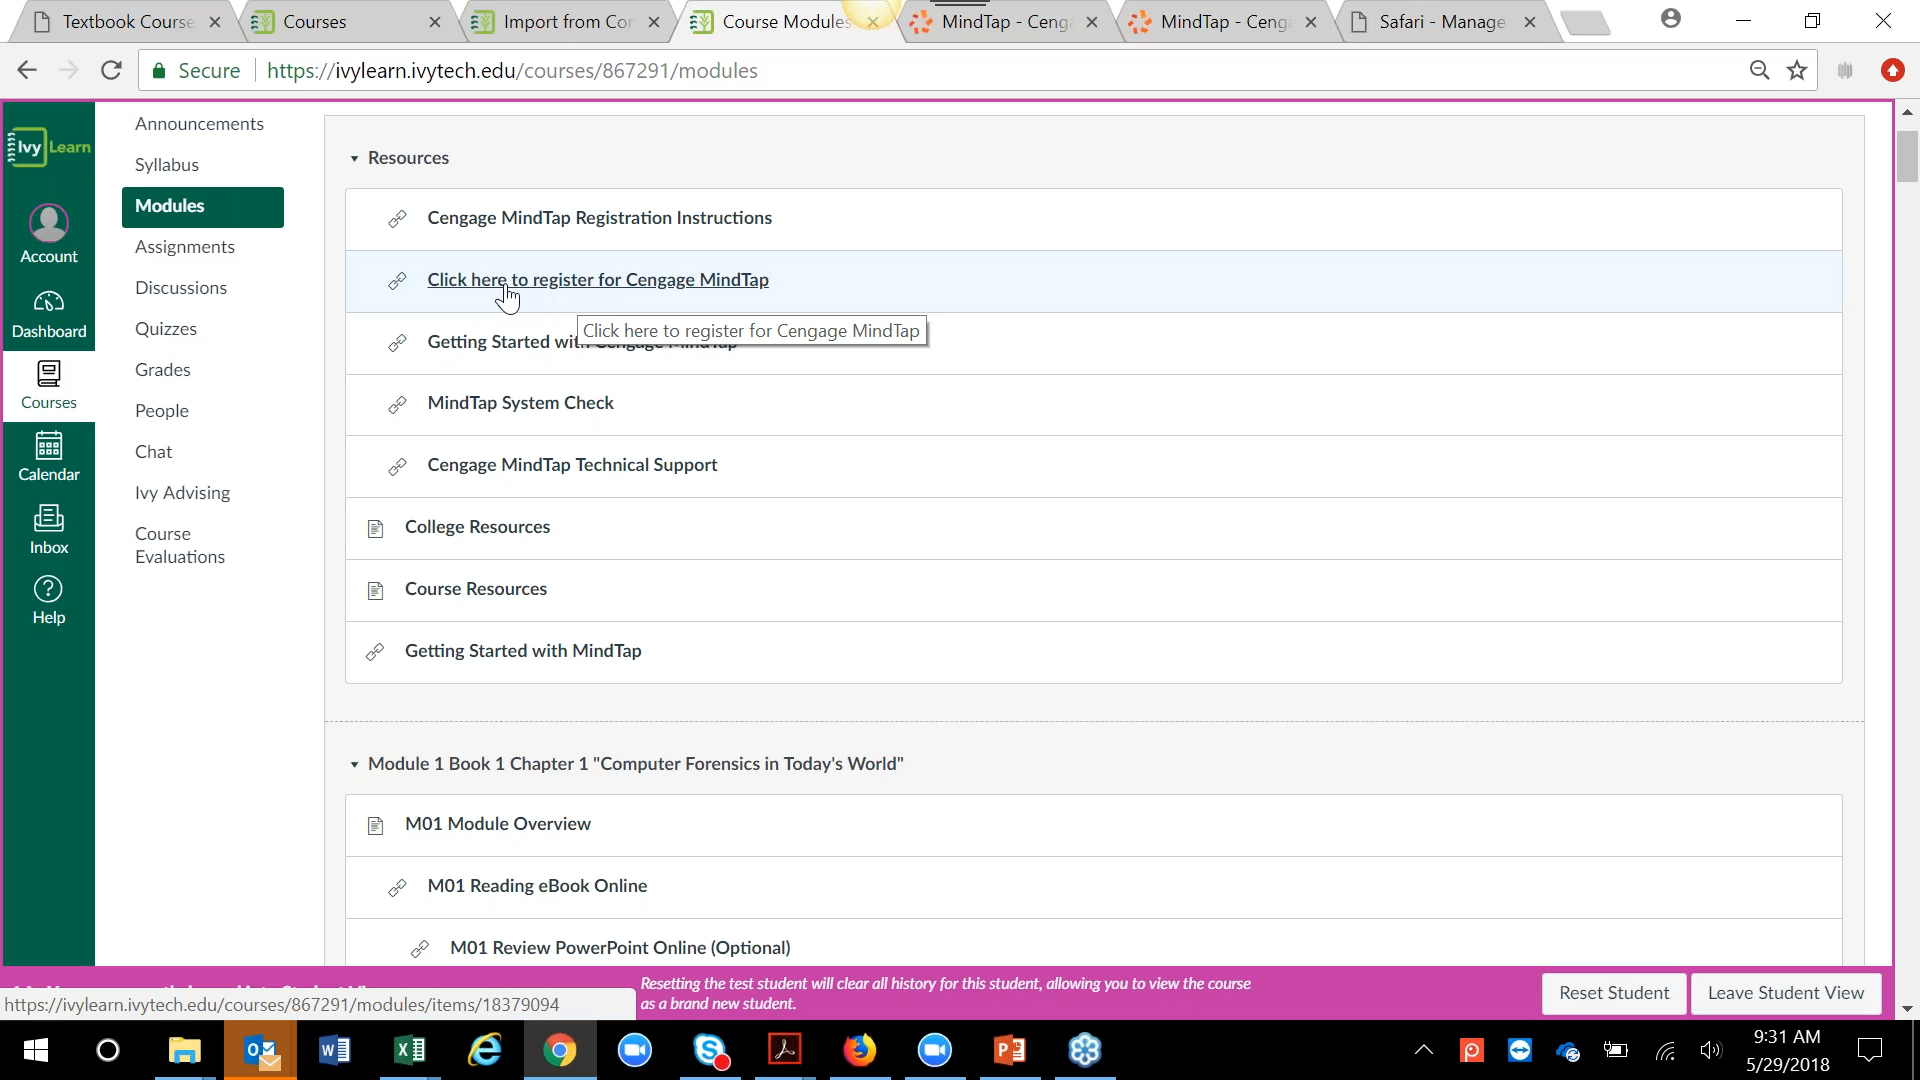 Textbook Course
Courses
Import from Co
Course Modules
MindTap - Ceng
MindTap - Ceng
Safari - Manage
Secure
https://ivylearn.ivytech.edu/courses/867291/modules
Ivy Learn
Account
Dashboard
Courses
Calendar
Inbox
Help
Announcements
Syllabus
Modules
Assignments
Discussions
Quizzes
Grades
People
Chat
Ivy Advising
Course
Evaluations
Resources
Cengage MindTap Registration Instructions
Click here to register for Cengage MindTap
Click here to register for Cengage MindTap
Getting Started wit
MindTap System Check
Cengage MindTap Technical Support
College Resources
Course Resources
Getting Started with MindTap
Module 1 Book 1 Chapter 1 "Computer Forensics in Today's World"
M01 Module Overview
M01 Reading eBook Online
M01 Review PowerPoint Online (Optional)
Resetting the test student will clear all history for this student, allowing you to view the course
as a brand new student.
Reset Student
Leave Student View
https://ivylearn.ivytech.edu/courses/867291/modules/items/18379094
9:31 AM
5/29/2018